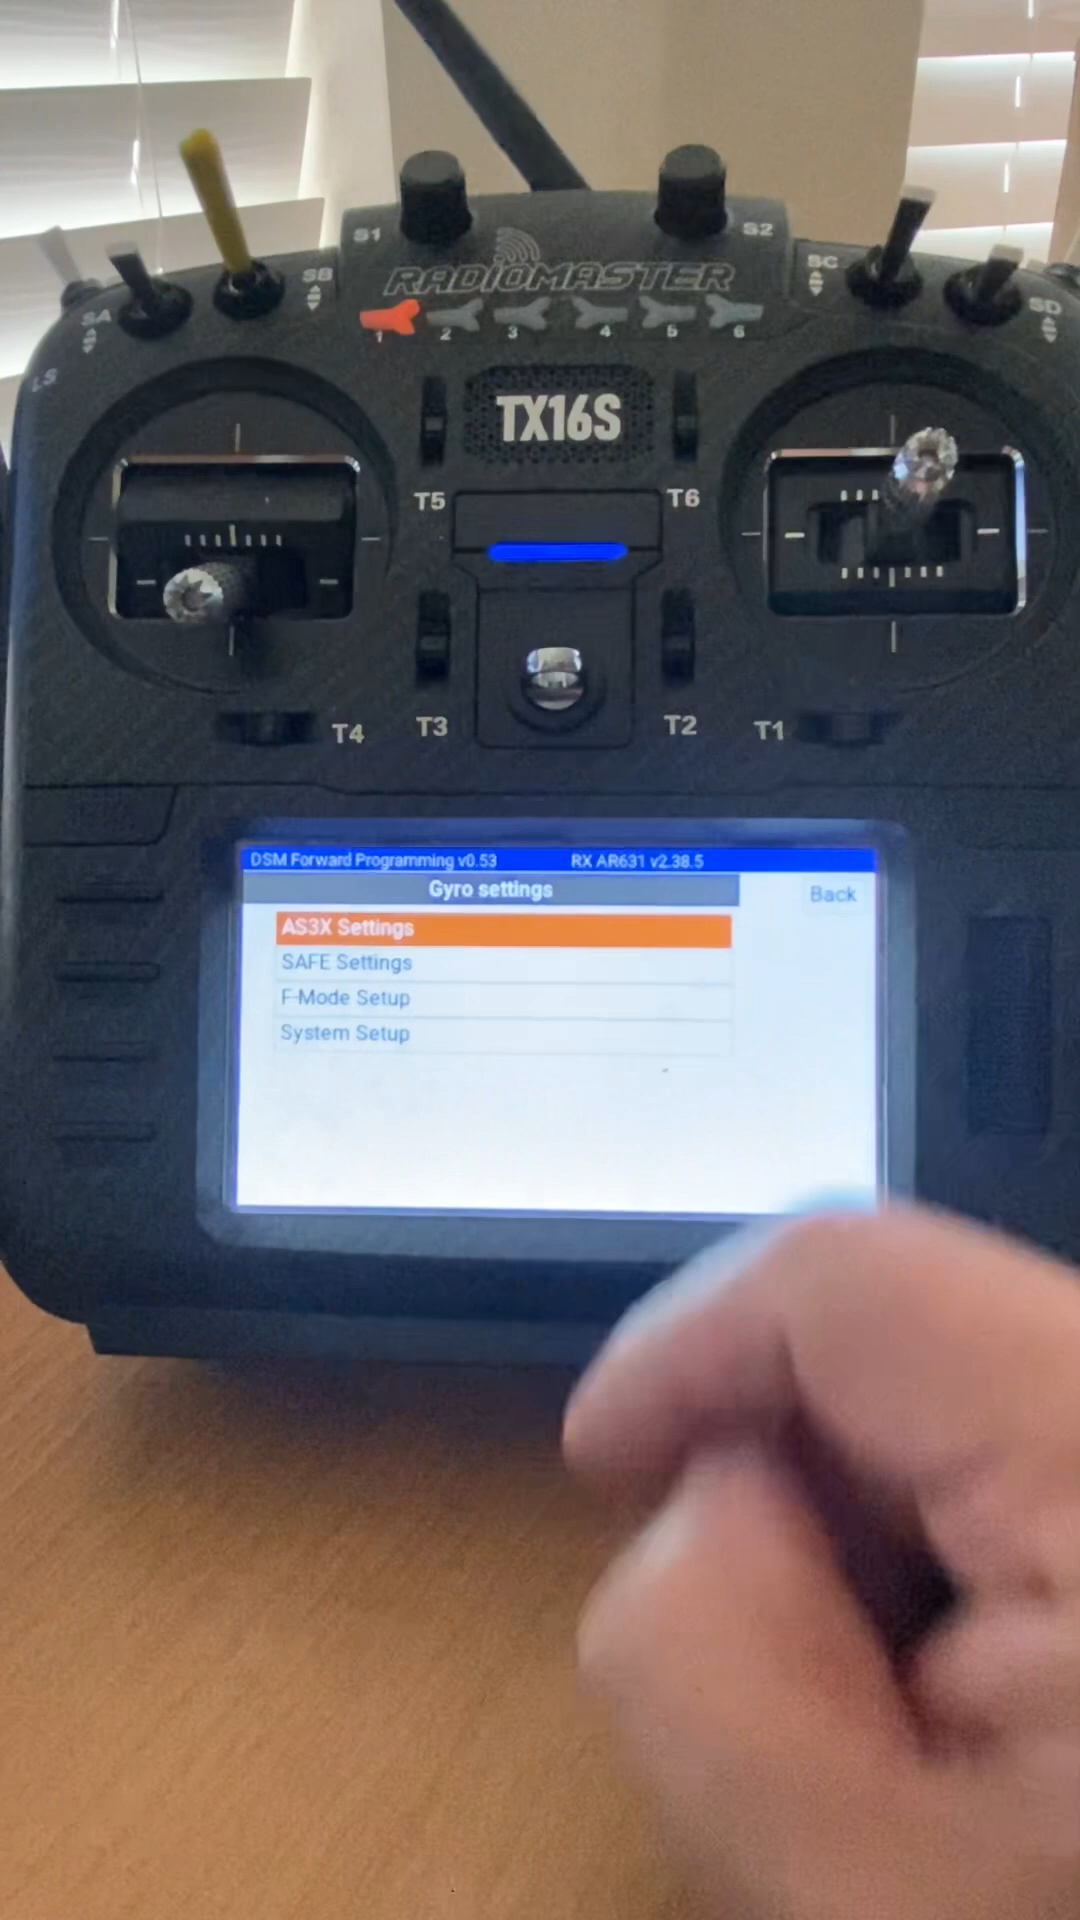 S1
S2
SB
SC
RADIOMASTER
SA
SD
1 2 3 4 5 6
LS
TX16S
T5
T6
T4
T3
T2
T1
DSM Forward Programming v0.53 RX AR631 v2.38.5
Gyro settings
Back
AS3X Settings
SAFE Settings
F-Mode Setup
System Setup